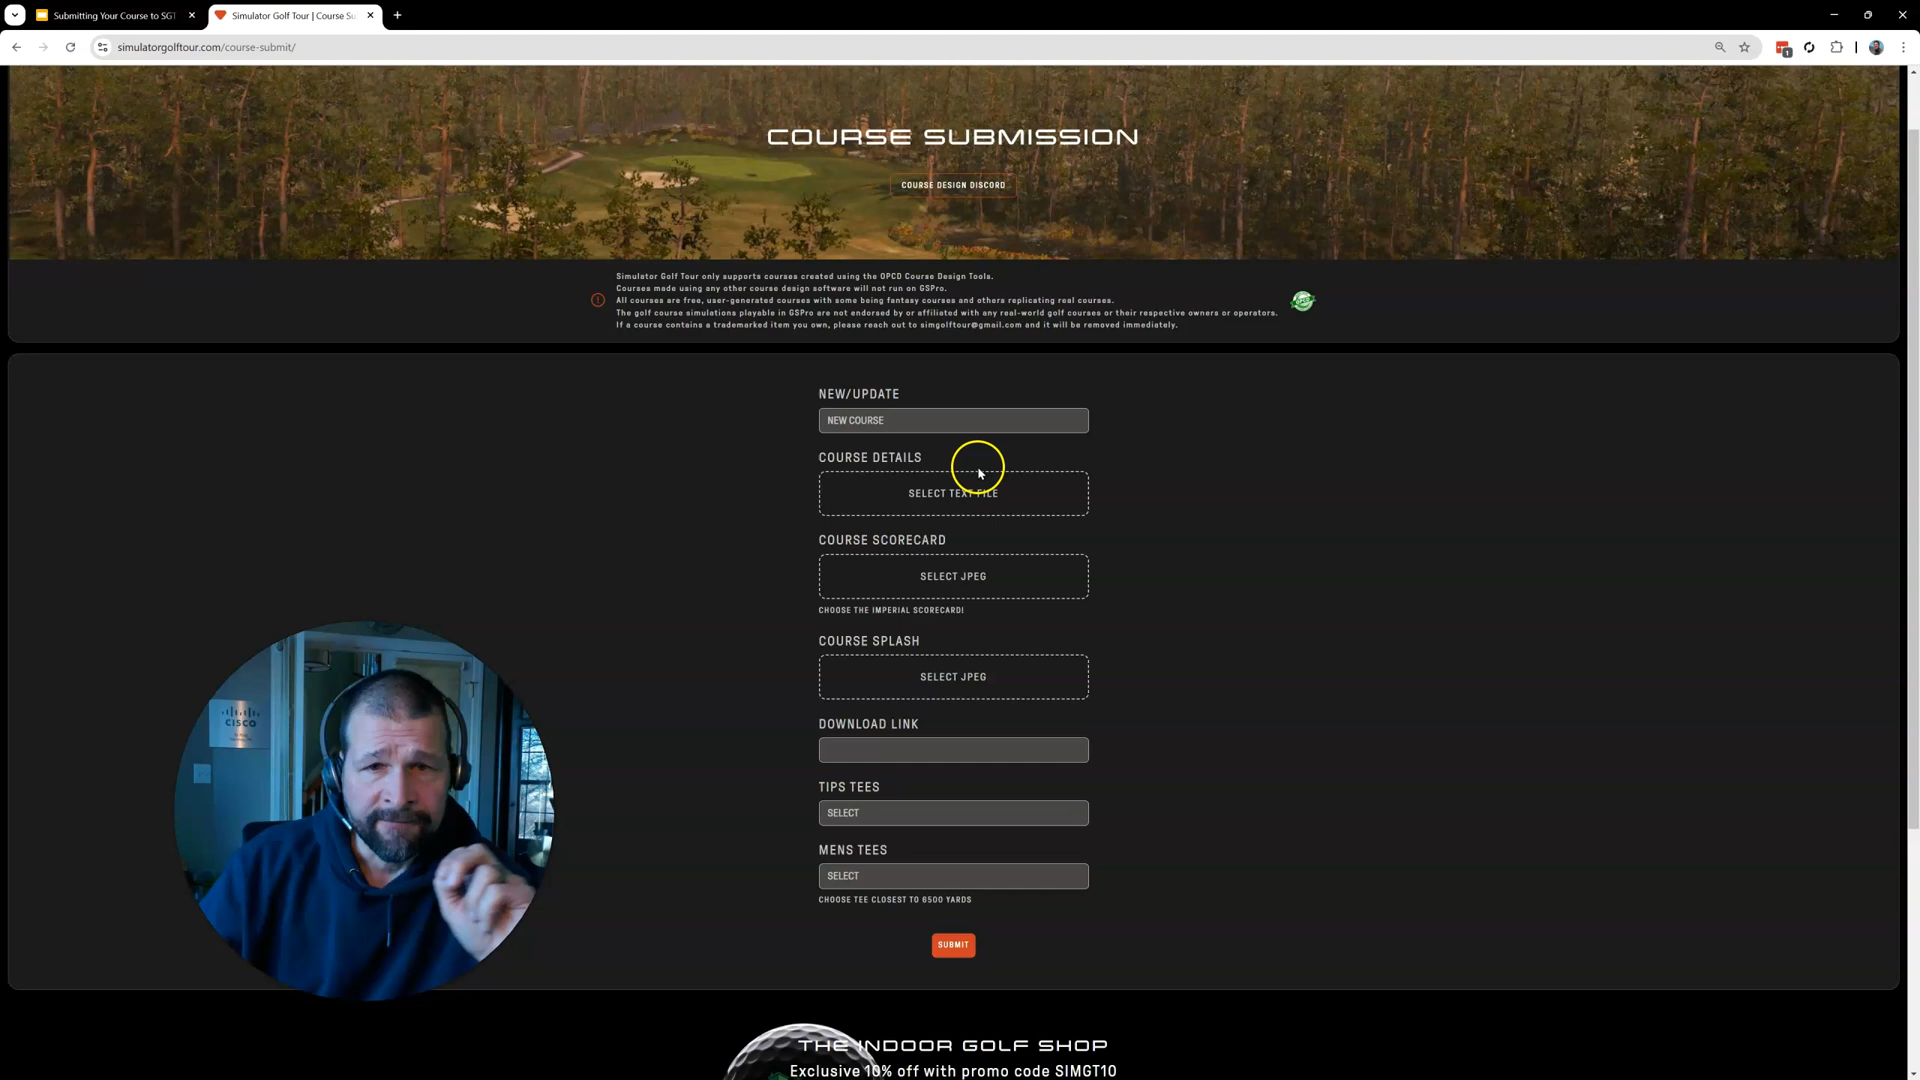 Submitting Your Course to SGT
Simulator Golf Tour | Course Su
simulatorgolftour.com/course-submit/
1
COURSE SUBMISSION
COURSE DESIGN DISCORD
Simulator Golf Tour only supports courses created using the OPCD Course Design Tools.
Courses made using any other course design software will not run on GSPro.
All courses are free, user-generated courses with some being fantasy courses and others replicating real courses.
The golf course simulations playable in GSPro are not endorsed by or affiliated with any real-world golf courses or their respective owners or operators.
If a course contains a trademarked item you own, please reach out to simgolftour@gmail.com and it will be removed immediately.
NEW/UPDATE
NEW COURSE
COURSE DETAILS
SELECT TEXT FILE
COURSE SCORECARD
SELECT JPEG
CHOOSE THE IMPERIAL SCORECARD!
COURSE SPLASH
SELECT JPEG
DOWNLOAD LINK
TIPS TEES
SELECT
MENS TEES
SELECT
CHOOSE TEE CLOSEST TO 6500 YARDS
SUBMIT
CISCO
THE INDOOR GOLF SHOP
Exclusive 10% off with promo code SIMGT10